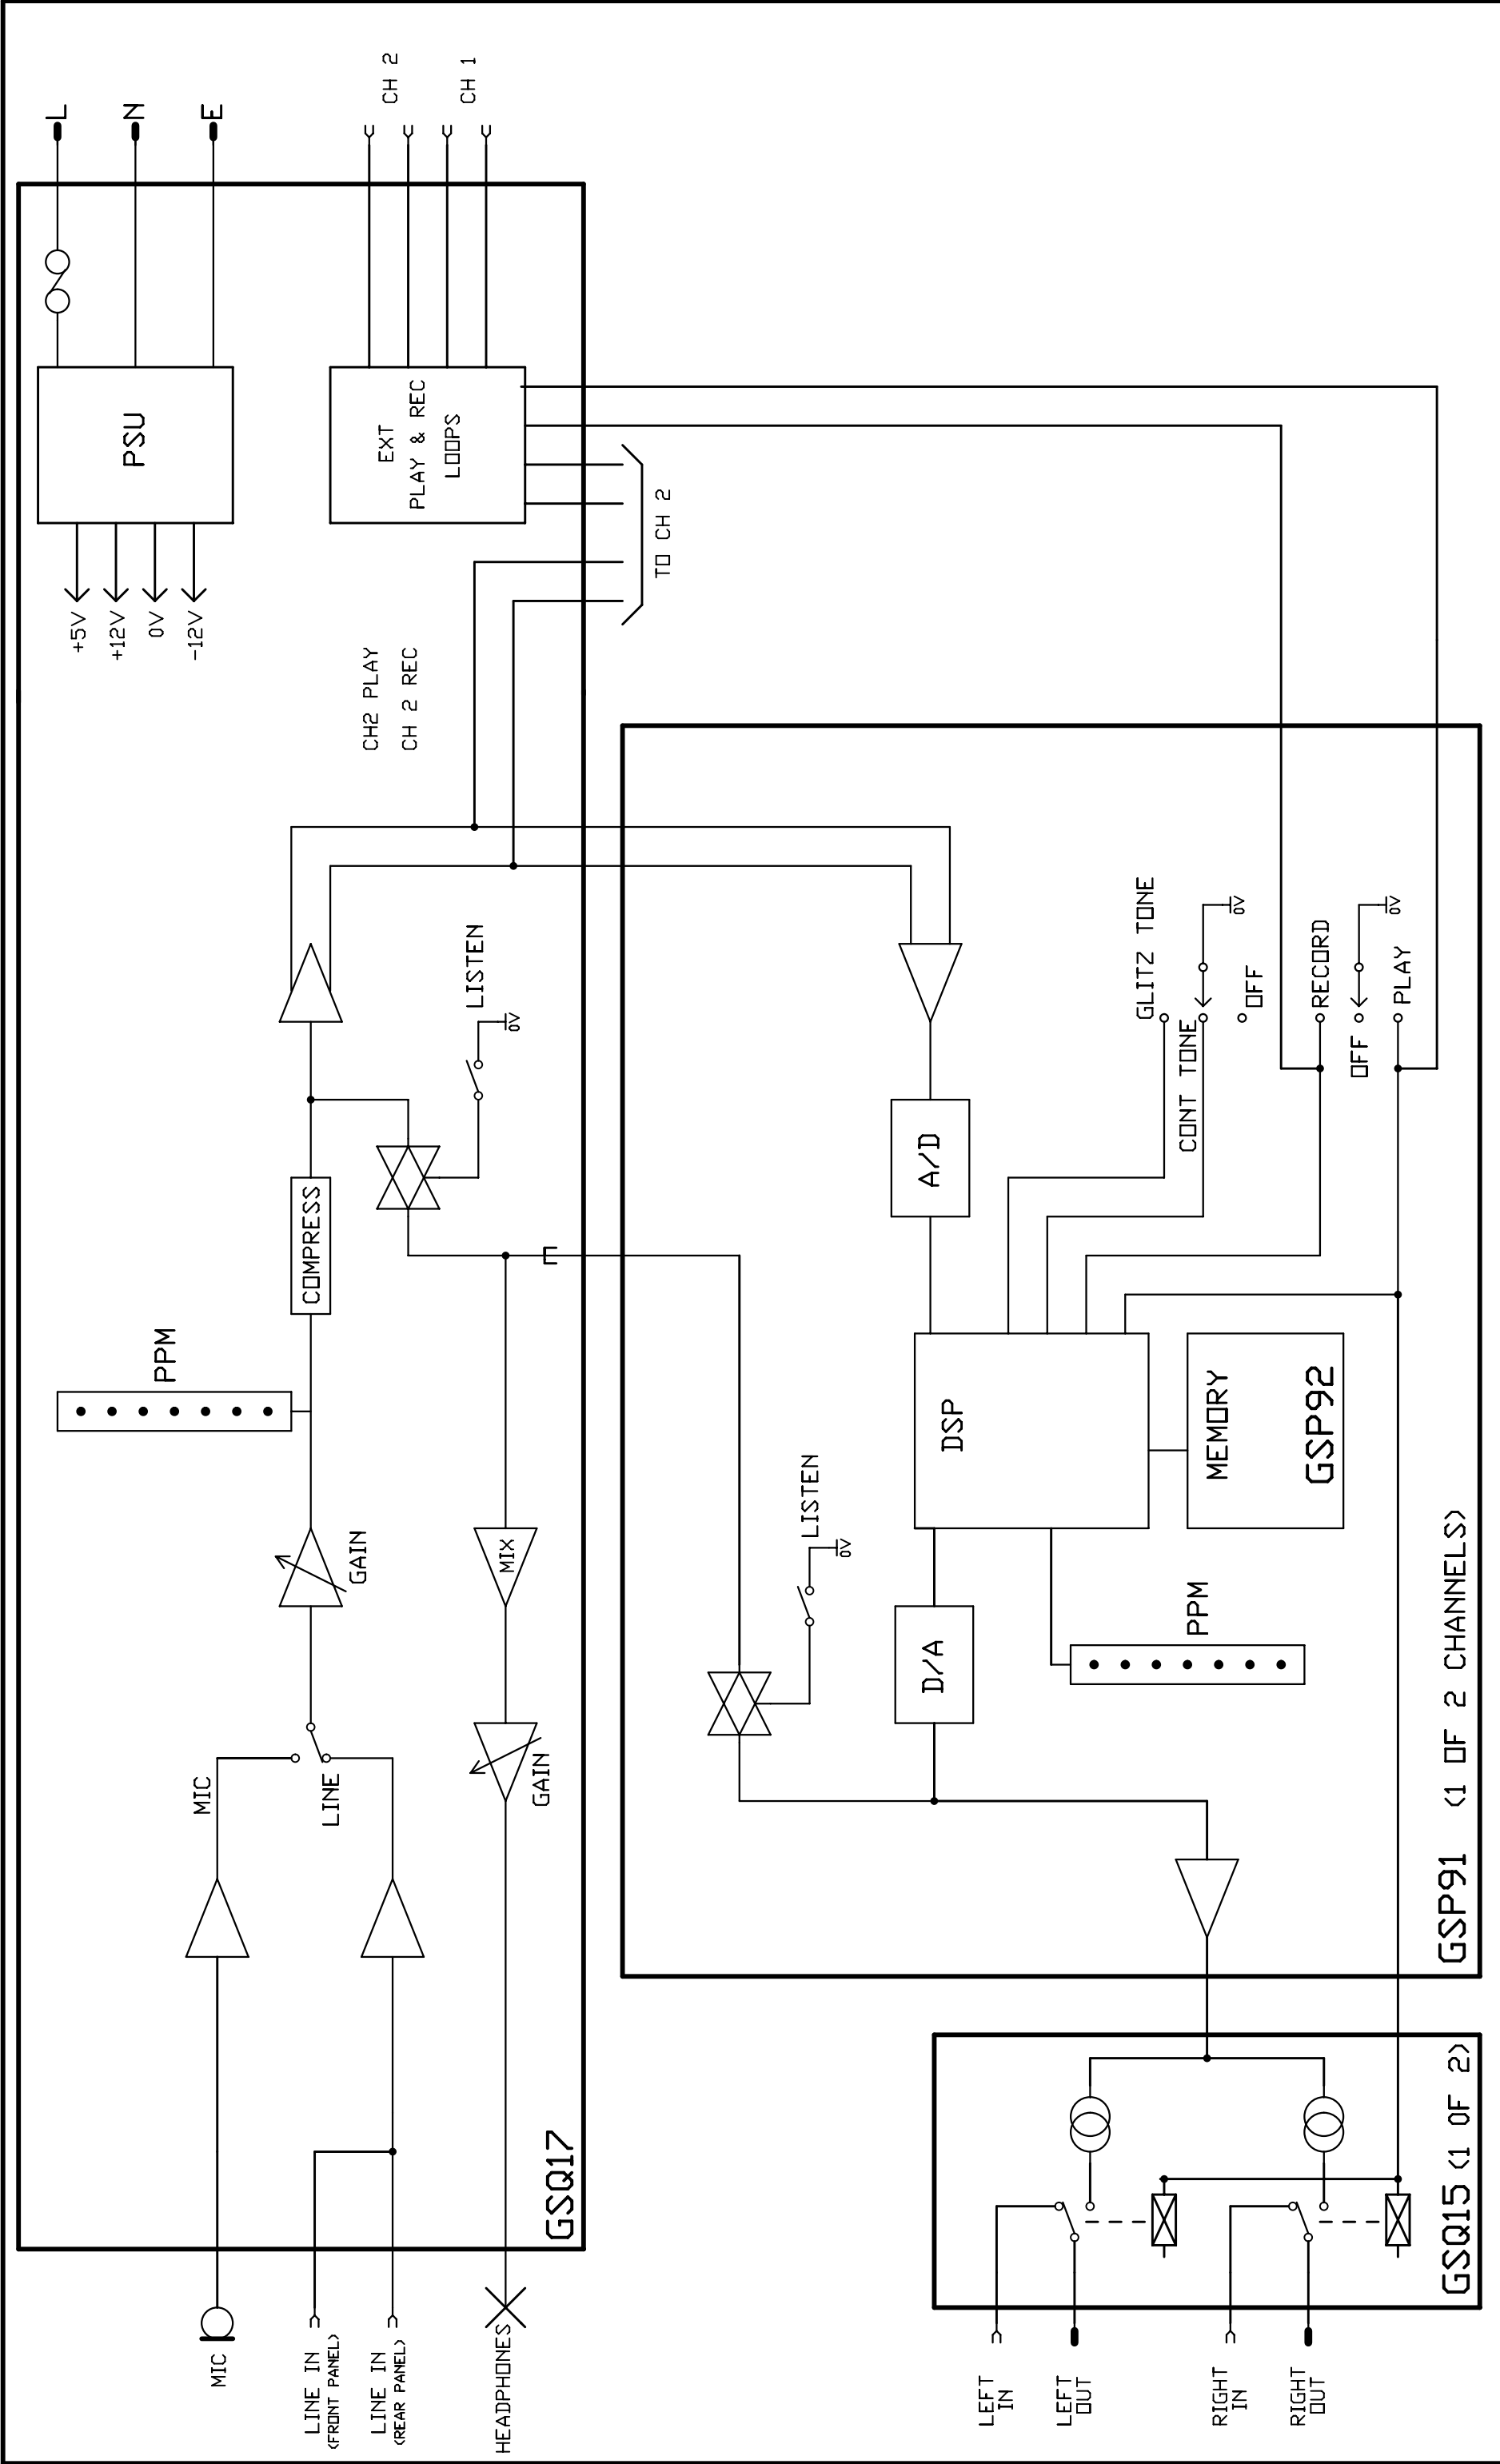 L
N
E
PSU
+5V
+12V
0V
-12V
CH 2
CH 1
EXT
PLAY & REC
LOOPS
TO CH 2
CH2 PLAY
CH 2 REC
LISTEN
0V
COMPRESS
PPM
GAIN
MIX
GAIN
MIC
LINE
MIC
LINE IN
(FRONT PANEL)
LINE IN
(REAR PANEL)
HEADPHONES
GSQ17
A/D
GLITZ TONE
CONT TONE
OFF
0V
RECORD
OFF
PLAY
0V
DSP
MEMORY
GSP92
LISTEN
0V
D/A
PPM
GSP91 (1 OF 2 CHANNELS)
GSQ15 (1 OF 2)
LEFT
IN
LEFT
OUT
RIGHT
IN
RIGHT
OUT